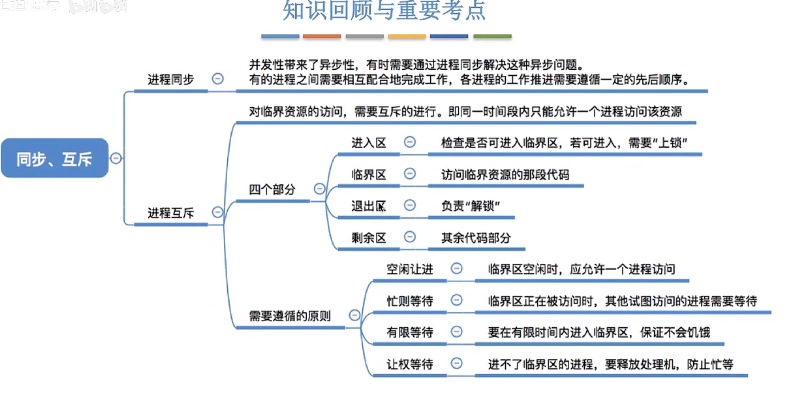 知识回顾与重要考点
并发性带来了异步性，有时需要通过进程同步解决这种异步问题。
进程同步
有的进程之间需要相互配合地完成工作，各进程的工作推进需要遵循一定的先后顺序。
对临界资源的访问，需要互斥的进行。即同一时间段内只能允许一个进程访问该资源
进入区
检查是否可进入临界区，若可进入，需要“上锁”
同步、互斥
临界区
访问临界资源的那段代码
四个部分
退出区
负责“解锁”
进程互斥
剩余区
其余代码部分
空闲让进
临界区空闲时，应允许一个进程访问
忙则等待
临界区正在被访问时，其他试图访问的进程需要等待
需要遵循的原则
有限等待
要在有限时间内进入临界区，保证不会饥饿
让权等待
进不了临界区的进程，要释放处理机，防止忙等